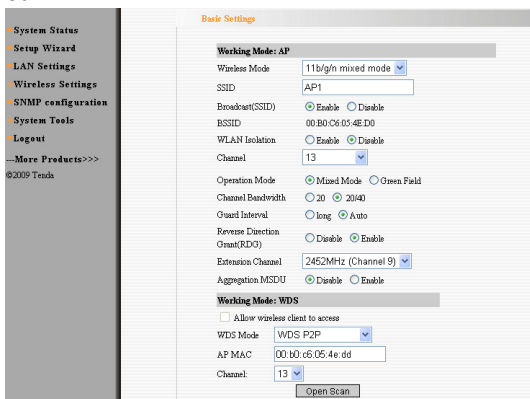 Basic Settings
System Status
Setup Wizard
LAN Settings
Wireless Settings
SNMP configuration
System Tools
Logout
---More Products>>>
©2009 Tenda
Working Mode: AP
Wireless Mode 11b/g/n mixed mode
SSID AP1
Broadcast(SSID) Enable Disable
BSSID 00:B0:C6:05:4E:D0
WLAN Isolation Enable Disable
Channel 13
Operation Mode Mixed Mode Green Field
Channel Bandwidth 20 20/40
Guard Interval long Auto
Reverse Direction
Grant(RDG) Disable Enable
Extension Channel 2452MHz (Channel 9)
Aggregation MSDU Disable Enable
Working Mode: WDS
Allow wireless client to access
WDS Mode WDS P2P
AP MAC 00:b0:c6:05:4e:dd
Channel: 13
Open Scan